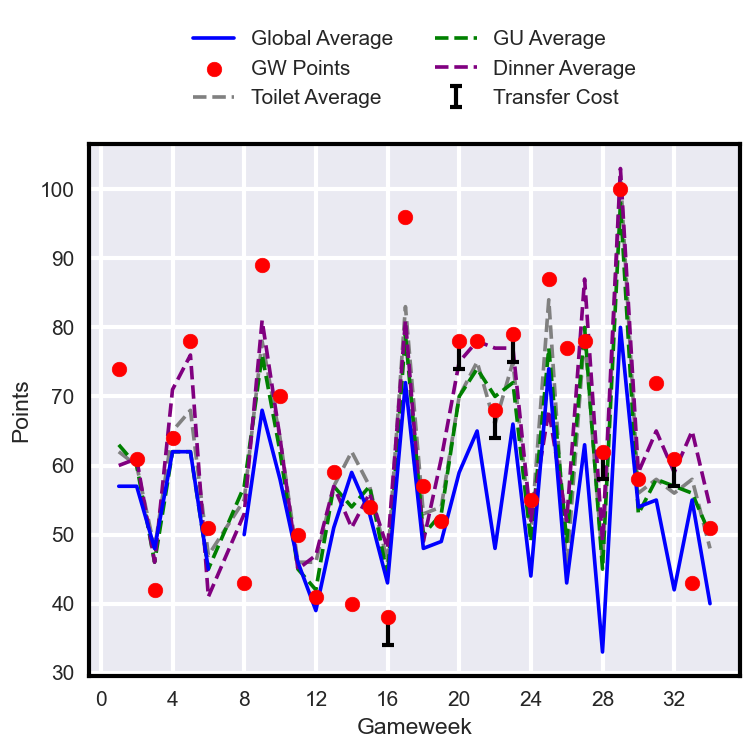 Global Average
GW Points
Toilet Average
GU Average
Dinner Average
Transfer Cost
100
90
80
70
60
50
40
30
Points
0 4 8 12 16 20 24 28 32
Gameweek